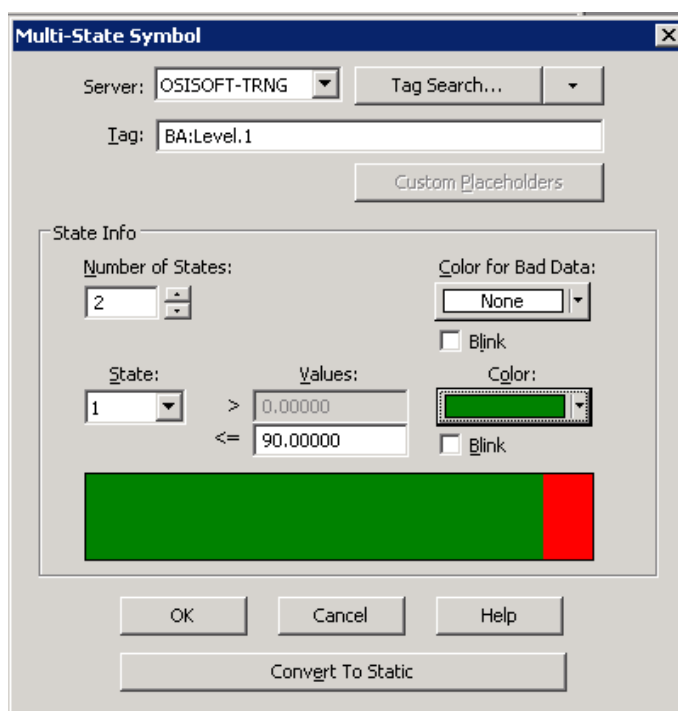 Multi-State Symbol
Server: OSISOFT-TRNG Tag Search...
Tag: BA:Level.1
Custom Placeholders
State Info
Number of States: Color for Bad Data:
2 None
Blink
State: Values: Color:
1 > 0.00000
<= 90.00000 Blink
OK Cancel Help
Convert To Static